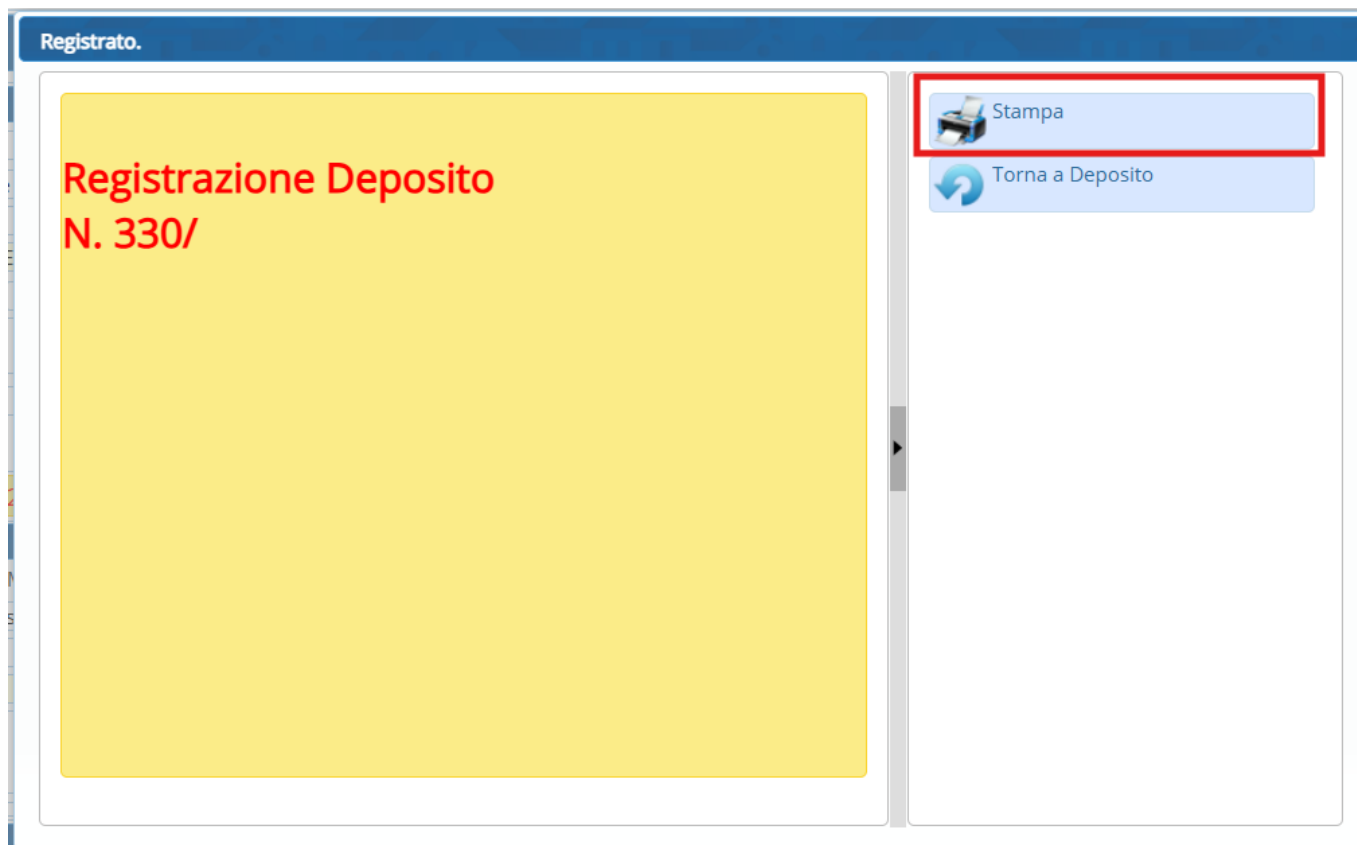 Registrato.
Registrazione Deposito
N. 330/
Stampa
Torna a Deposito